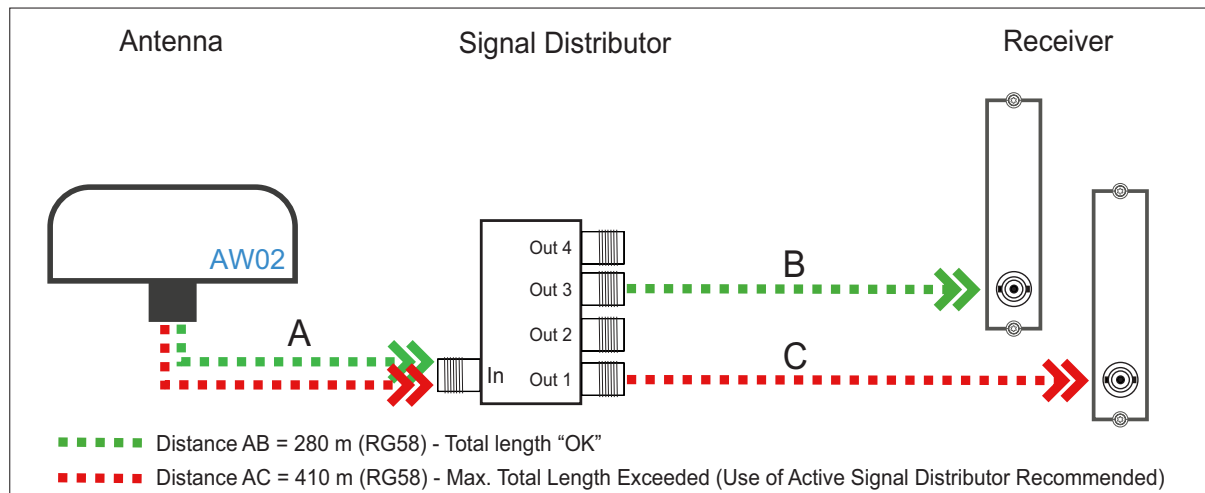 Antenna
Signal Distributor
Receiver
AW02
A
In
Out 4
Out 3
Out 2
Out 1
B
C
Distance AB = 280 m (RG58) - Total length “OK”
Distance AC = 410 m (RG58) - Max. Total Length Exceeded (Use of Active Signal Distributor Recommended)